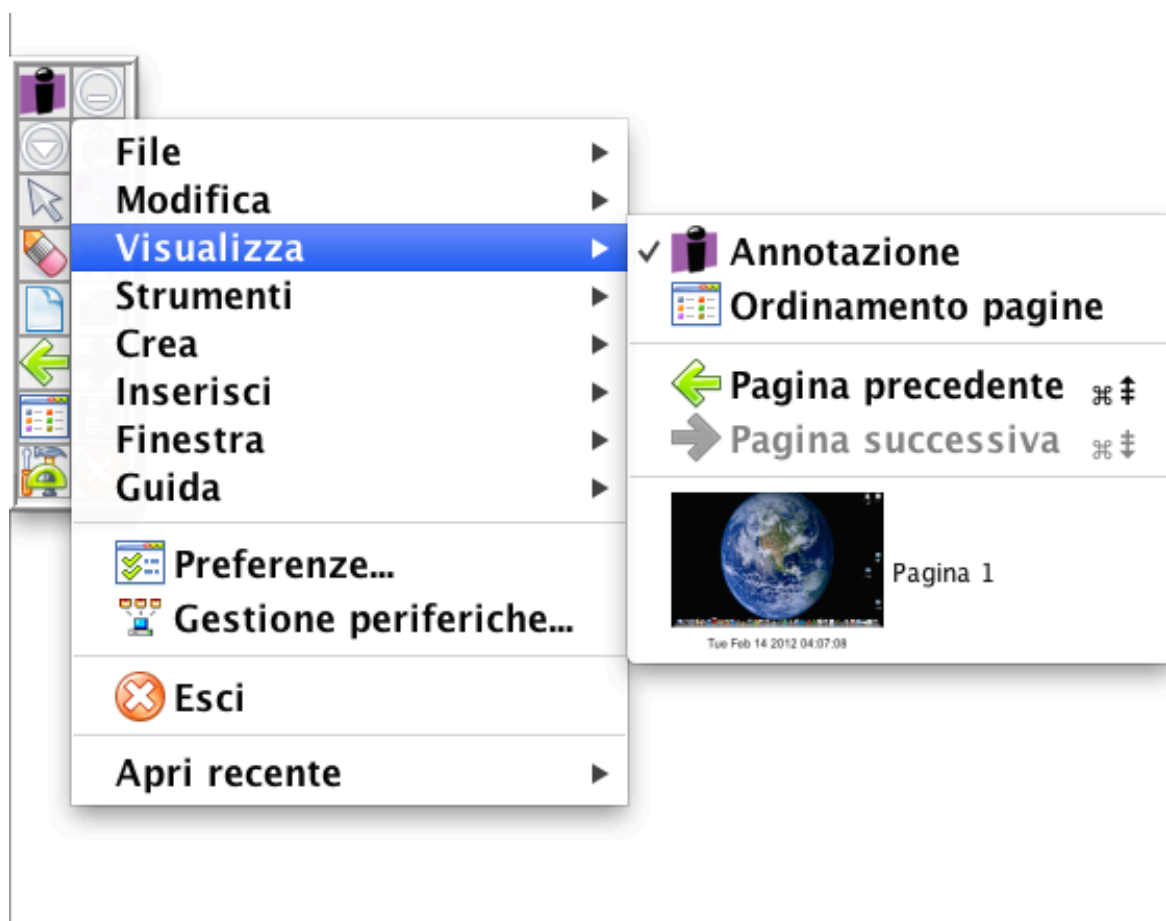 File
Modifica
Visualizza
Strumenti
Crea
Inserisci
Finestra
Guida
Preferenze...
Gestione periferiche...
Esci
Apri recente
Annotazione
Ordinamento pagine
Pagina precedente ⌘⇞
Pagina successiva ⌘⇟
Pagina 1
Tue Feb 14 2012 04:07:08